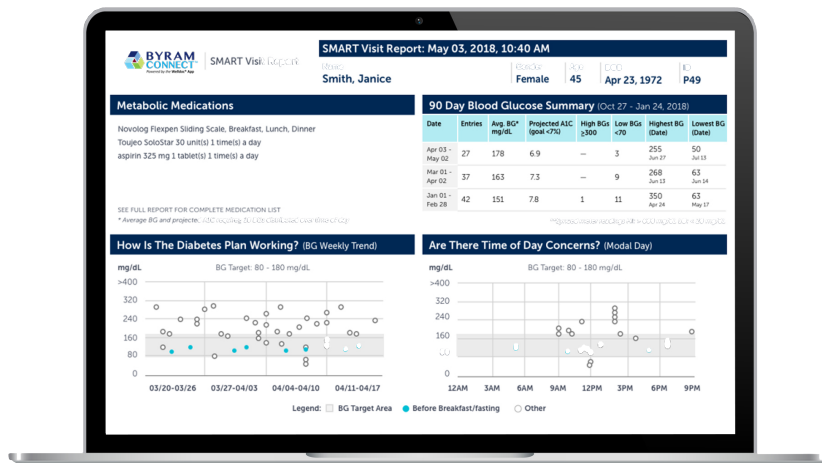 BYRAM
CONNECT
Powered by the Welldoc® App
SMART Visit Report
SMART Visit Report: May 03, 2018, 10:40 AM
Smith, Janice
Female
45
Apr 23, 1972
P49
Metabolic Medications
Novolog Flexpen Sliding Scale, Breakfast, Lunch, Dinner
Toujeo SoloStar 30 unit(s) 1 time(s) a day
aspirin 325 mg 1 tablet(s) 1 time(s) a day
SEE FULL REPORT FOR COMPLETE MEDICATION LIST
* Average BG and projecte
90 Day Blood Glucose Summary (Oct 27 - Jan 24, 2018)
Date Entries Avg. BG* mg/dL Projected A1C (goal <7%) High BGs ≥300 Low BGs <70 Highest BG (Date) Lowest BG (Date)
Apr 03 - May 02 27 178 6.9 — 3 255 Jun 27 50 Jul 13
Mar 01 - Apr 02 37 163 7.3 — 9 268 Jun 13 63 Jun 14
Jan 01 - Feb 28 42 151 7.8 1 11 350 Apr 24 63 May 17
How Is The Diabetes Plan Working? (BG Weekly Trend)
mg/dL
BG Target: 80 - 180 mg/dL
>400
320
240
160
80
0
03/20-03/26 03/27-04/03 04/04-04/10 04/11-04/17
Are There Time of Day Concerns? (Modal Day)
mg/dL
BG Target: 80 - 180 mg/dL
>400
320
240
160
0
12AM 3AM 6AM 9AM 12PM 3PM 6PM 9PM
Legend: BG Target Area Before Breakfast/fasting Other